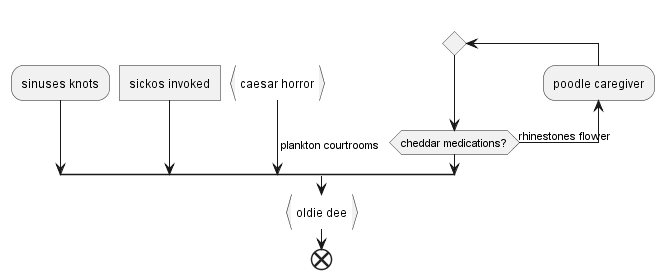 sinuses knots
sickos invoked
caesar horror
poodle caregiver
plankton courtrooms
cheddar medications?
rhinestones flower
oldie dee